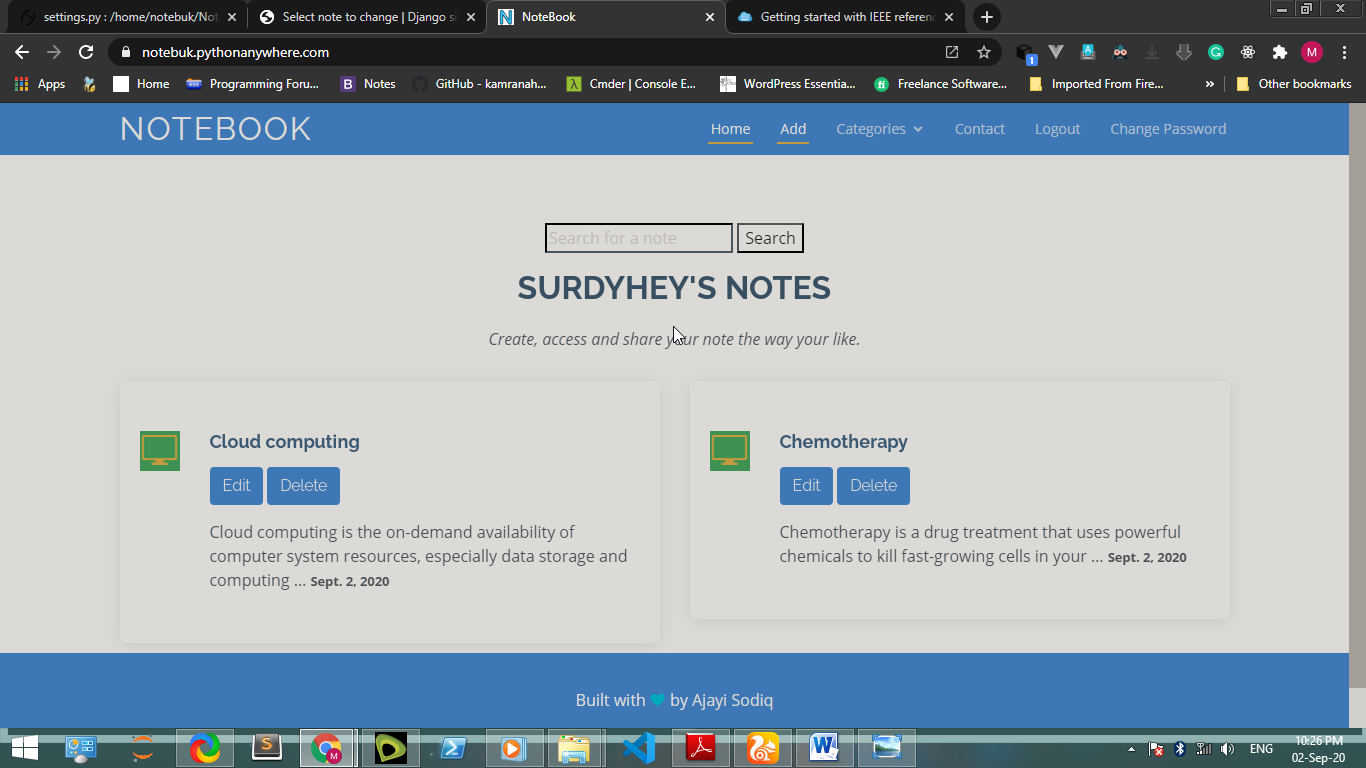 settings.py : /home/notebuk/Not
Select note to change | Django si
NoteBook
Getting started with IEEE referenc
notebuk.pythonanywhere.com
1
M
Apps
Home
Programming Foru...
B
Notes
GitHub - kamranah...
λ
Cmder | Console E...
WordPress Essentia...
fi
Freelance Software...
Imported From Fire...
»
Other bookmarks
NOTEBOOK
Home
Add
Categories
Contact
Logout
Change Password
Search for a note
Search
SURDYHEY'S NOTES
Create, access and share your note the way your like.
Cloud computing
Edit
Delete
Cloud computing is the on-demand availability of
computer system resources, especially data storage and
computing ... Sept. 2, 2020
Chemotherapy
Edit
Delete
Chemotherapy is a drug treatment that uses powerful
chemicals to kill fast-growing cells in your ... Sept. 2, 2020
Built with ♥ by Ajayi Sodiq
ENG
10:26 PM
02-Sep-20